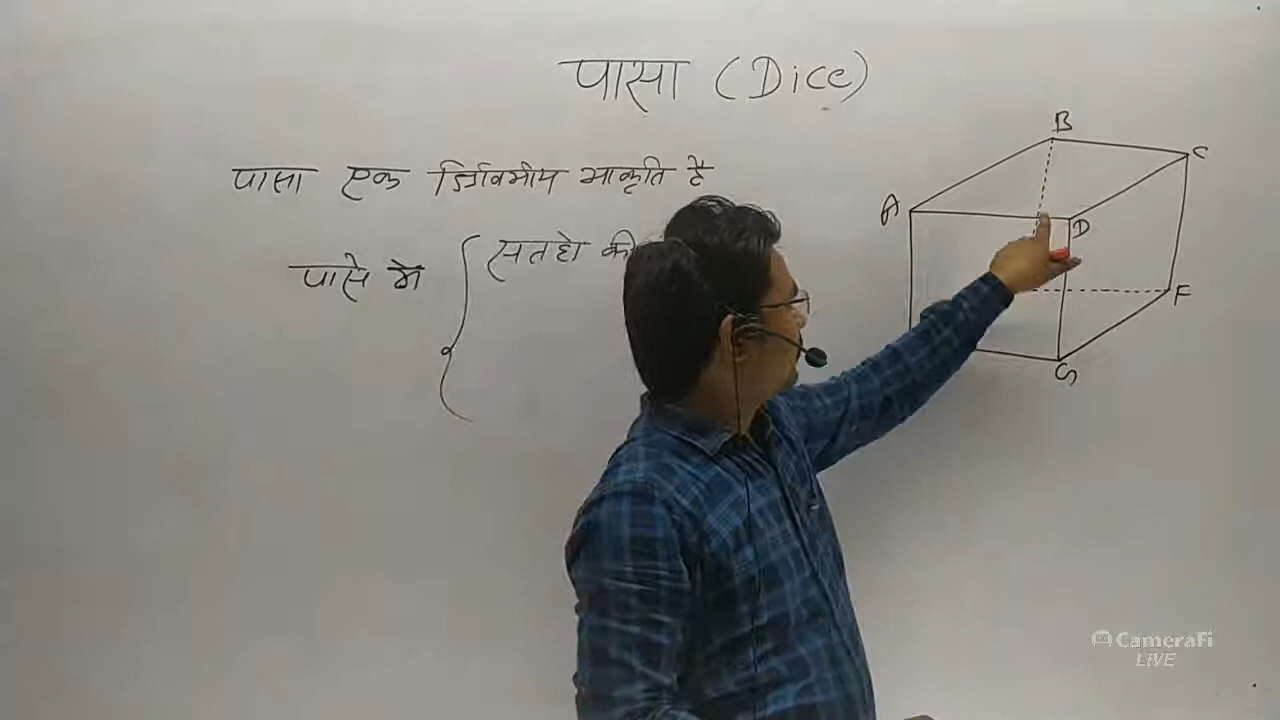 पासा (Dice)
पासा एक त्रिविमीय आकृति है
पासे मे
सतहो की
B
C
A
D
F
G
CameraFi
LIVE